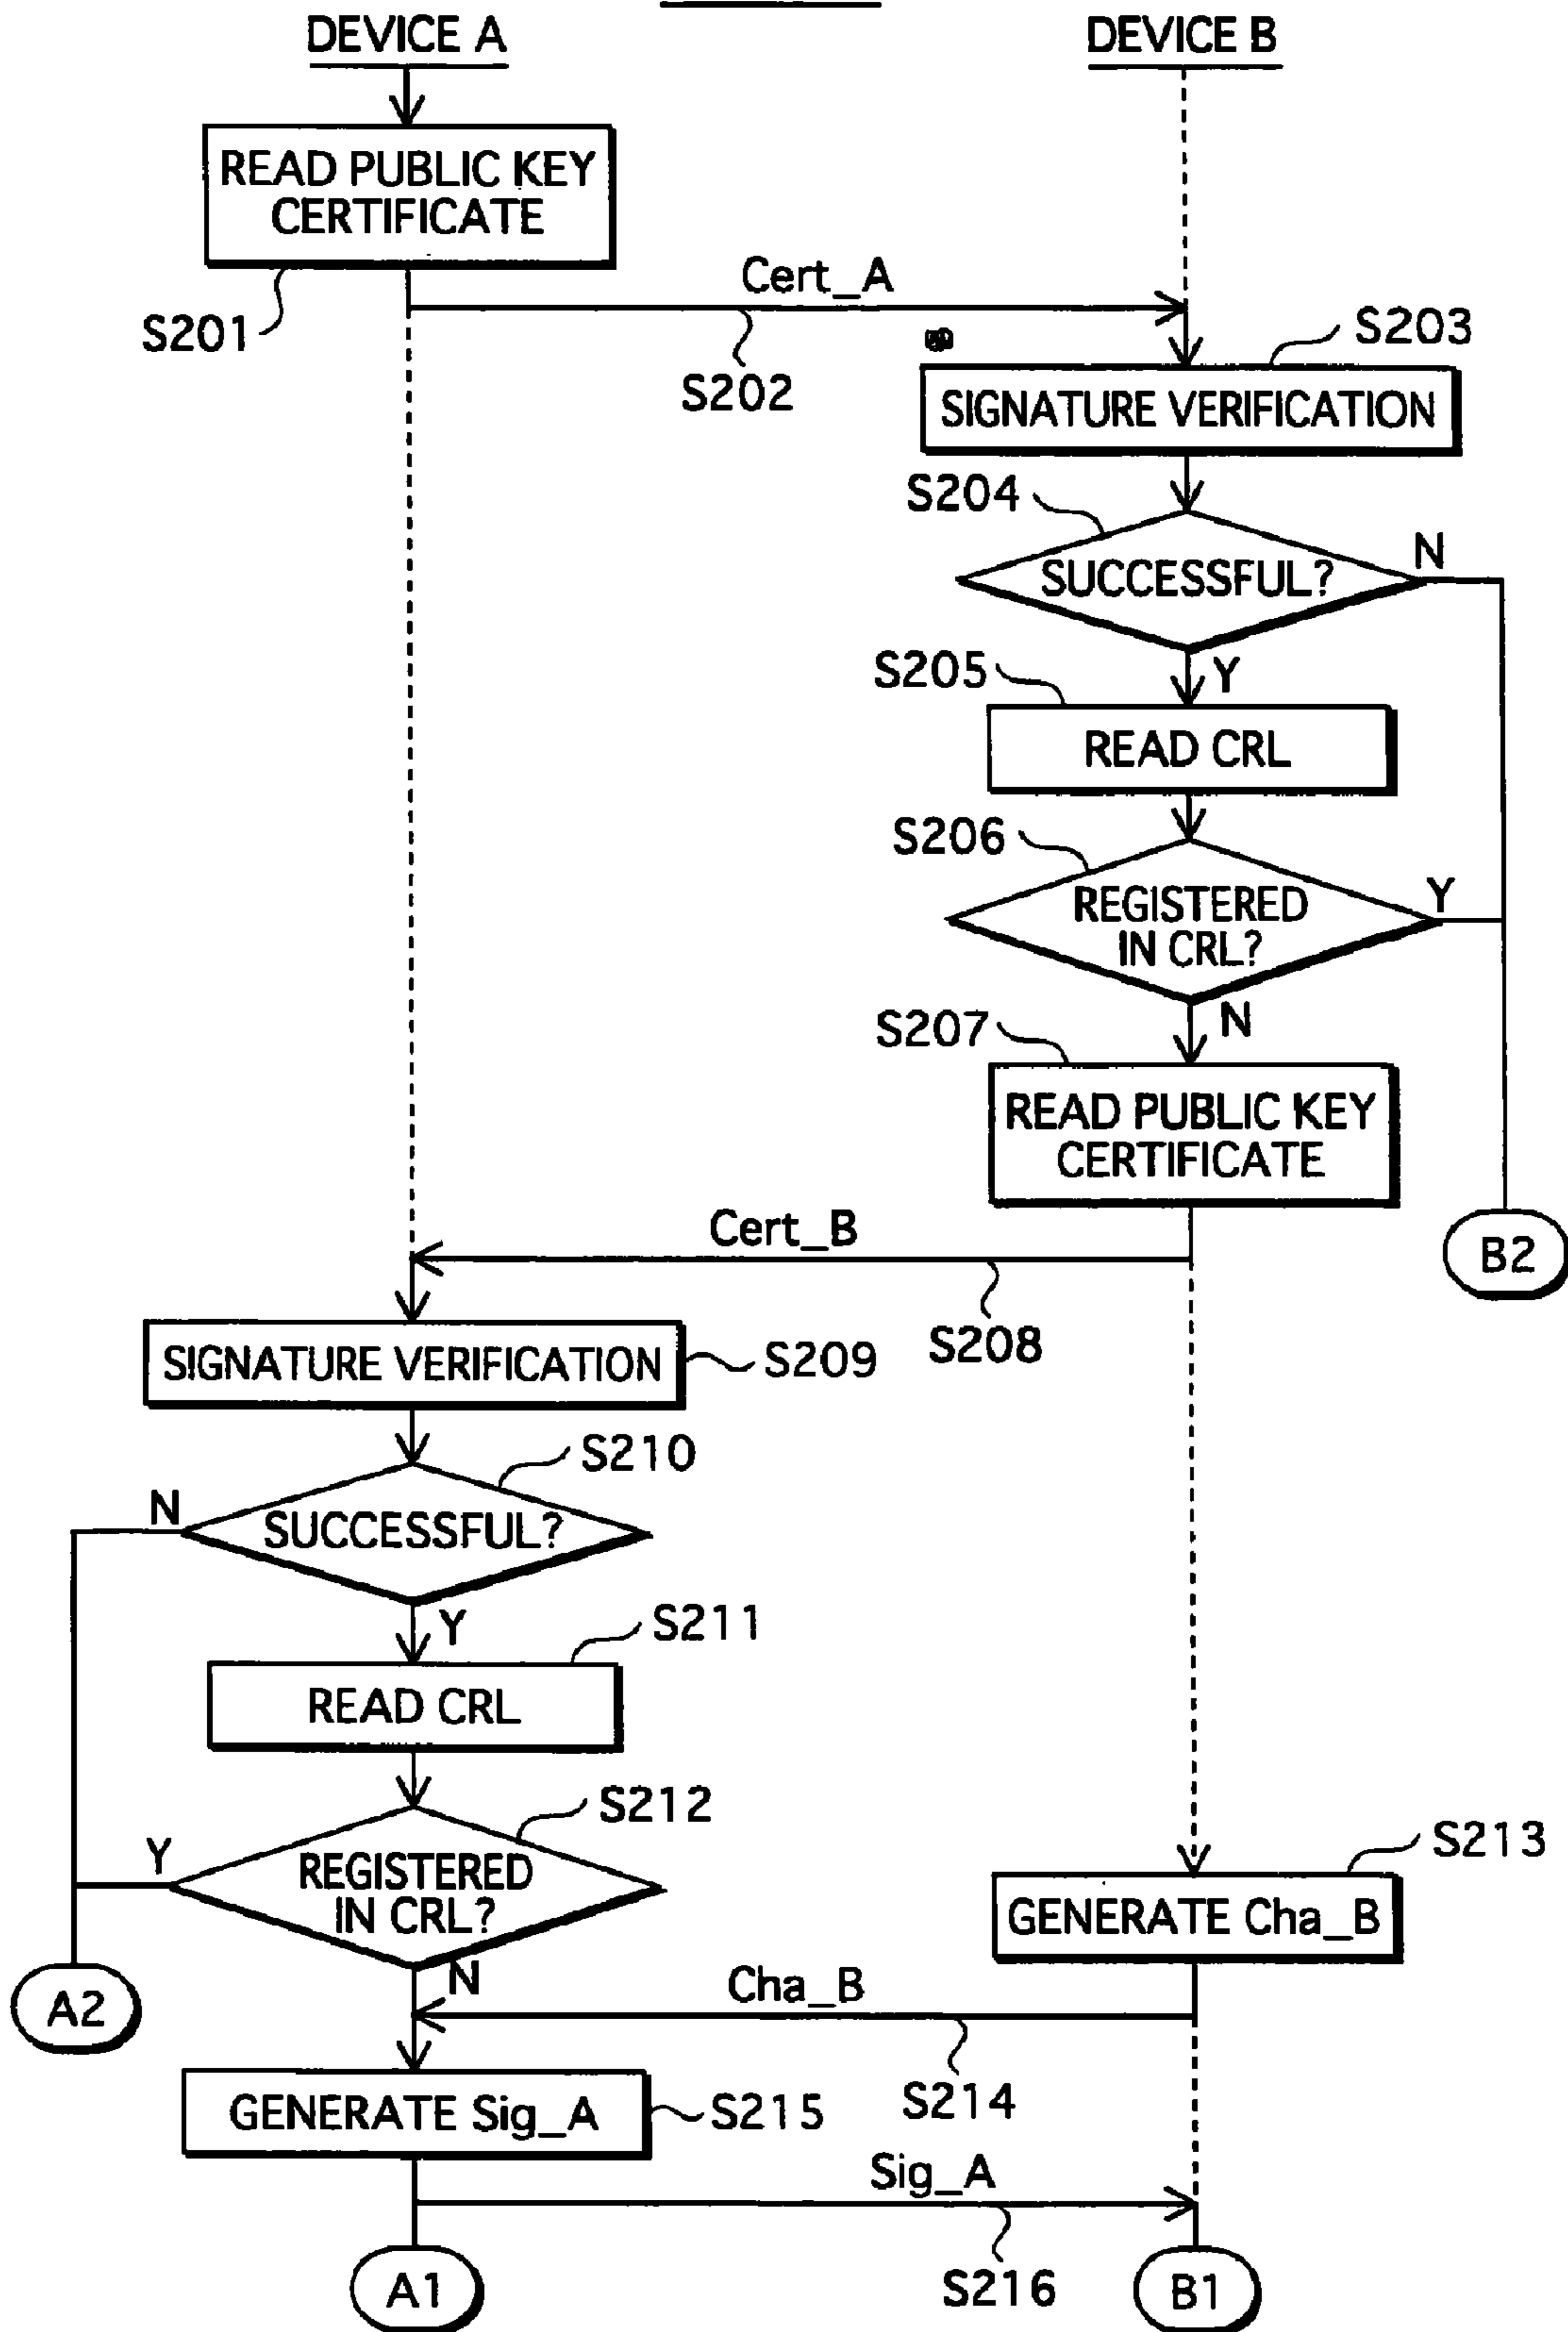 DEVICE A
DEVICE B
READ PUBLIC KEY
CERTIFICATE
S201
Cert_A
S202
S203
SIGNATURE VERIFICATION
S204
SUCCESSFUL?
N
Y
S205
READ CRL
S206
REGISTERED
IN CRL?
Y
N
S207
READ PUBLIC KEY
CERTIFICATE
Cert_B
S208
B2
SIGNATURE VERIFICATION
S209
S210
N
SUCCESSFUL?
Y
S211
READ CRL
S212
Y
REGISTERED
IN CRL?
N
S213
GENERATE Cha_B
A2
Cha_B
S214
GENERATE Sig_A
S215
Sig_A
S216
A1
B1